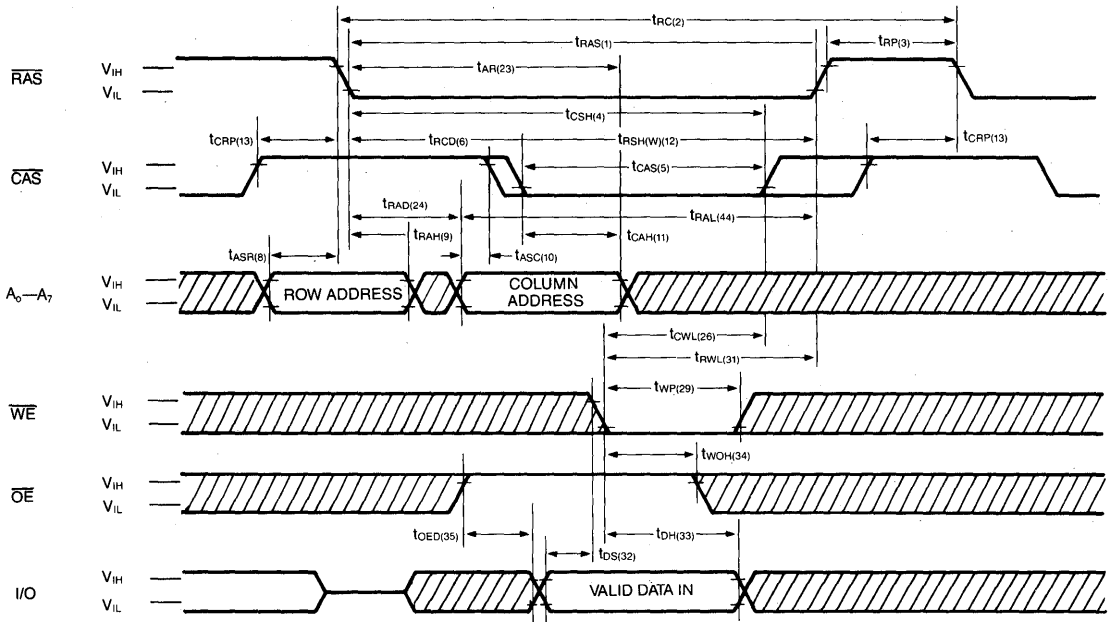 tRC(2)
tRAS(1)
tRP(3)
tAR(23)
RAS VIH
VIL
tCSH(4)
tCRP(13) tRCD(6) tRSH(W)(12) tCRP(13)
CAS VIH
VIL
tCAS(5)
tRAD(24) tRAL(44)
tRAH(9) tCAH(11)
tASR(8) tASC(10)
A0—A7 VIH
VIL
ROW ADDRESS COLUMN
ADDRESS
tCWL(26)
tRWL(31)
tWP(29)
WE VIH
VIL
tWOH(34)
OE VIH
VIL
tOED(35) tDH(33)
tDS(32)
I/O VIH
VIL
VALID DATA IN